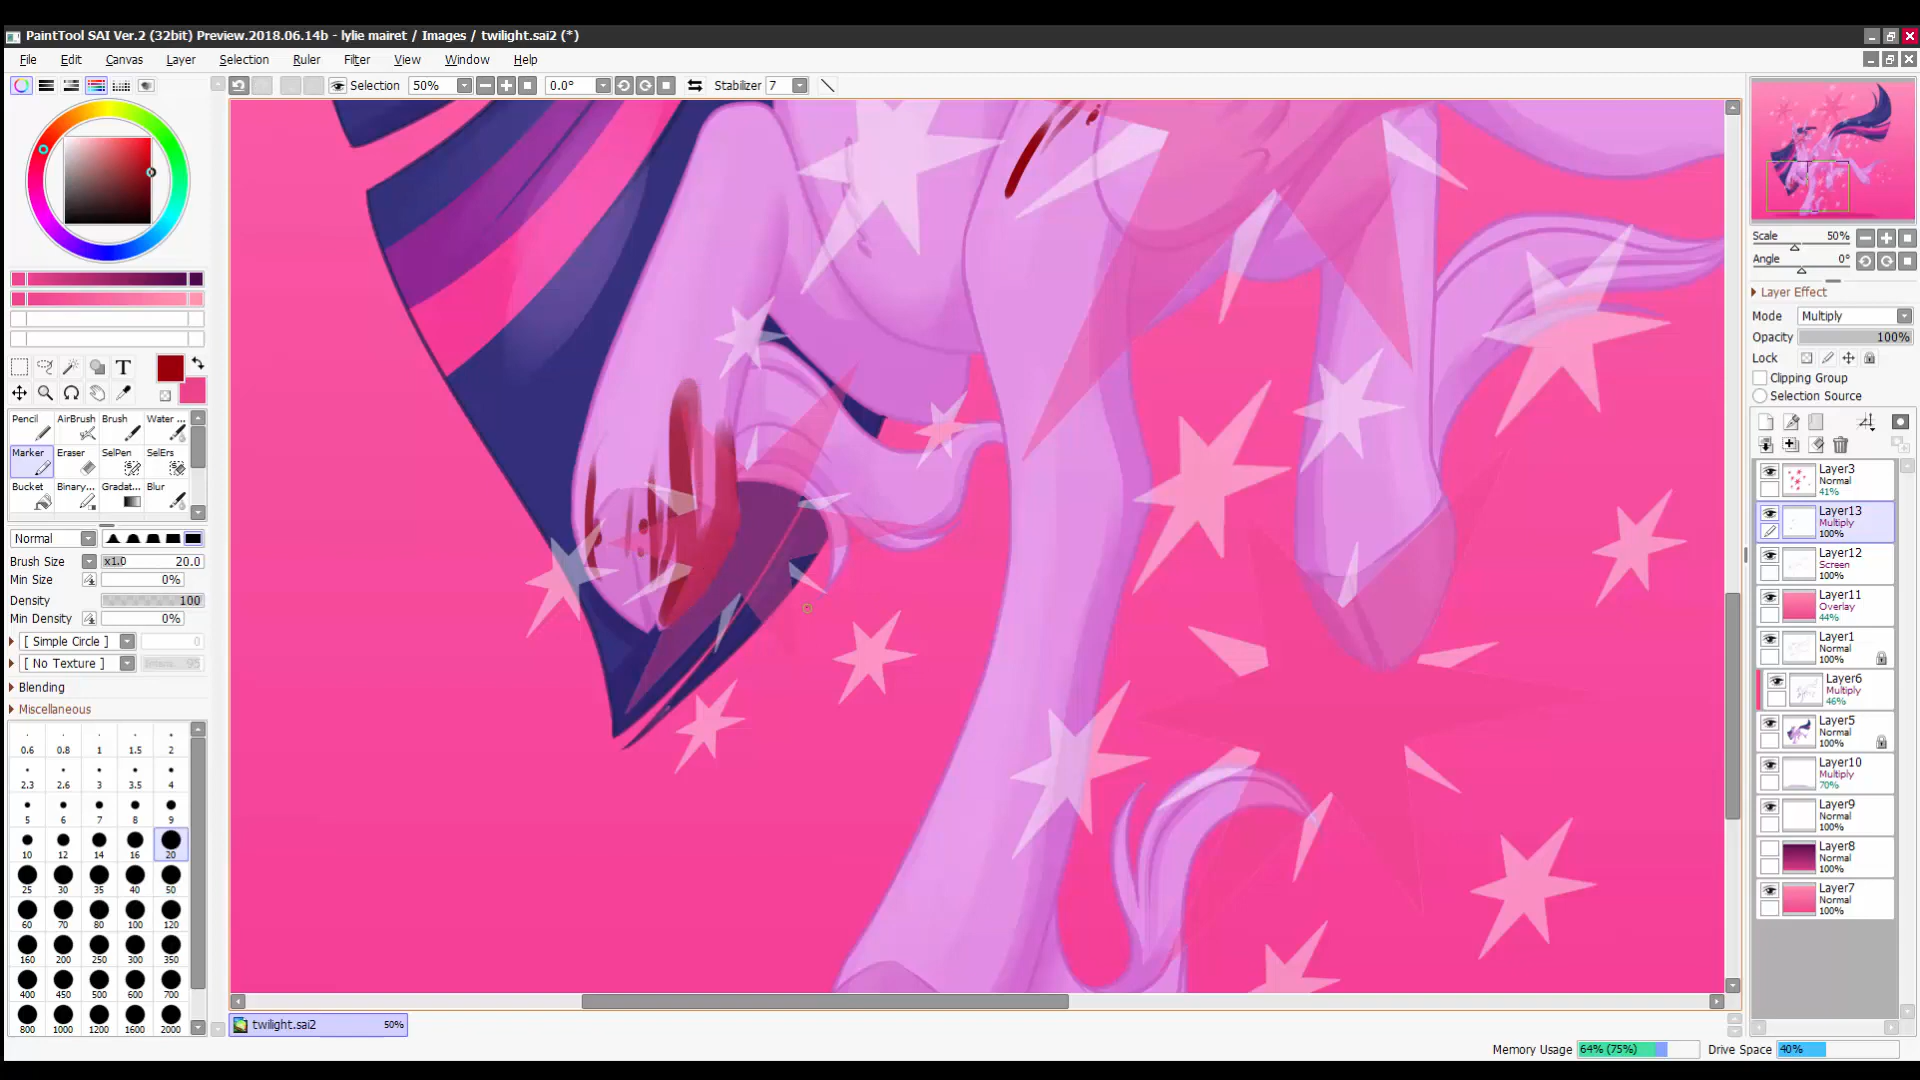 PaintTool SAI Ver.2 (32bit) Preview.2018.06.14b - lylie mairet / Images / twilight.sai2 (*)
File Edit Canvas Layer Selection Ruler Filter View Window Help
Selection 50% 0.0° Stabilizer 7
Scale 50%
Angle 0°
Layer Effect
Mode Multiply
Opacity 100%
Lock
Clipping Group
Selection Source
T
Pencil AirBrush Brush Water ...
Marker Eraser SelPen SelErs
Bucket Binary... Gradat... Blur
Normal
Brush Size x1.0 20.0
Min Size 0%
Density 100
Min Density 0%
[ Simple Circle ] 0
[ No Texture ] 95
Blending
Miscellaneous
0.6 0.8 1 1.5 2
2.3 2.6 3 3.5 4
5 6 7 8 9
10 12 14 16 20
25 30 35 40 50
60 70 80 100 120
160 200 250 300 350
400 450 500 600 700
800 1000 1200 1600 2000
Layer3
Normal
41%
Layer13
Multiply
100%
Layer12
Screen
100%
Layer11
Overlay
44%
Layer1
Normal
100%
Layer6
Multiply
46%
Layer5
Normal
100%
Layer10
Multiply
70%
Layer9
Normal
100%
Layer8
Normal
100%
Layer7
Normal
100%
twilight.sai2 50%
Memory Usage 64% (75%) Drive Space 40%